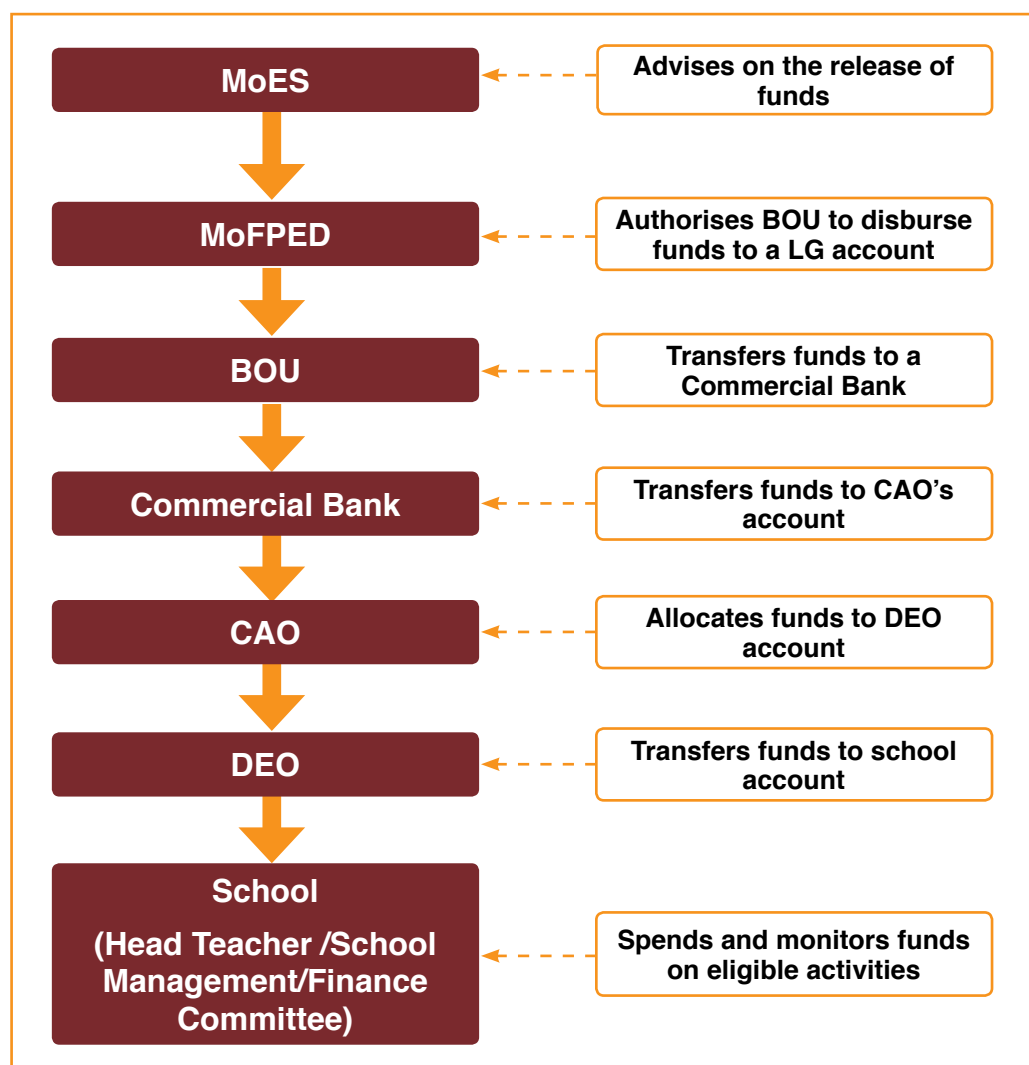 MoES
Advises on the release of
funds
MoFPED
Authorises BOU to disburse
funds to a LG account
BOU
Transfers funds to a
Commercial Bank
Commercial Bank
Transfers funds to CAO’s
account
CAO
Allocates funds to DEO
account
DEO
Transfers funds to school
account
School
(Head Teacher /School
Management/Finance
Committee)
Spends and monitors funds
on eligible activities